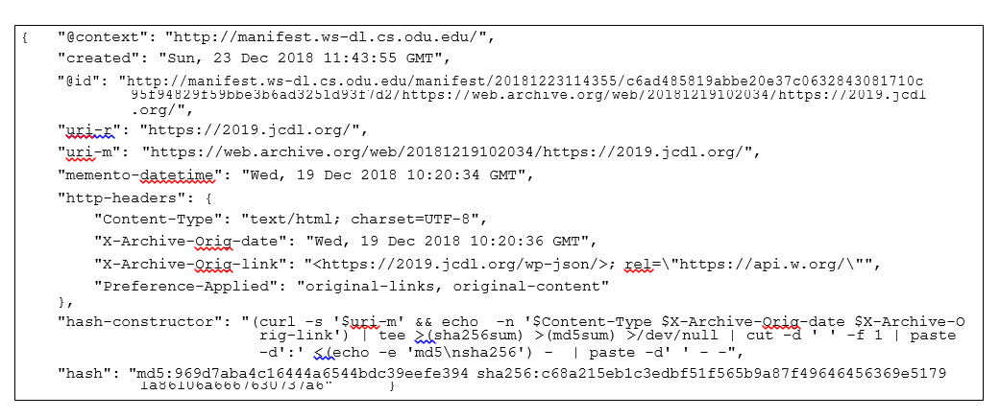 { "@context": "http://manifest.ws-dl.cs.odu.edu/",
"created": "Sun, 23 Dec 2018 11:43:55 GMT",
"@id": "http://manifest.ws-dl.cs.odu.edu/manifest/20181223114355/c6ad485819abbe20e37c0632843081710c
95f94829f59bbe3b6ad3251d93f7d2/https://web.archive.org/web/20181219102034/https://2019.jcdl
.org/",
"uri-r": "https://2019.jcdl.org/",
"uri-m": "https://web.archive.org/web/20181219102034/https://2019.jcdl.org/",
"memento-datetime": "Wed, 19 Dec 2018 10:20:34 GMT",
"http-headers": {
"Content-Type": "text/html; charset=UTF-8",
"X-Archive-Orig-date": "Wed, 19 Dec 2018 10:20:36 GMT",
"X-Archive-Orig-link": "<https://2019.jcdl.org/wp-json/>; rel=\"https://api.w.org/\"",
"Preference-Applied": "original-links, original-content"
},
"hash-constructor": "(curl -s '$uri-m' && echo -n '$Content-Type $X-Archive-Orig-date $X-Archive-O
rig-link') | tee >(sha256sum) >(md5sum) >/dev/null | cut -d ' ' -f 1 | paste
-d':' <(echo -e 'md5\nsha256') - | paste -d' ' - -",
"hash": "md5:969d7aba4c16444a6544bdc39eefe394 sha256:c68a215eb1c3edbf51f565b9a87f49646456369e5179
1a86106a6667630737a6" }